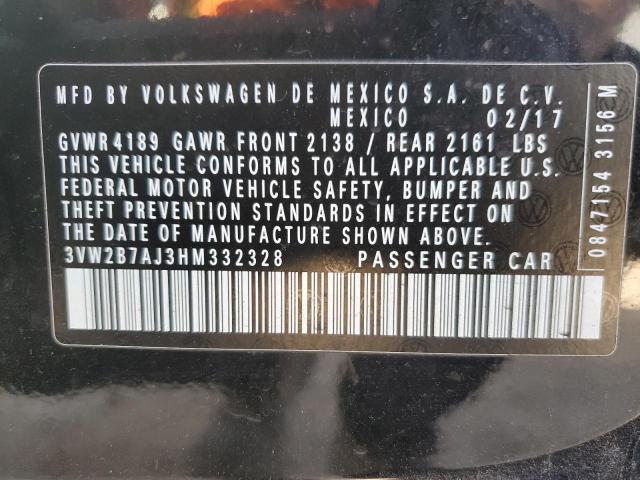 MFD BY VOLKSWAGEN DE MEXICO S.A. DE C.V.
MEXICO 02/17
GVWR 4189 GAWR FRONT 2138 / REAR 2161 LBS
THIS VEHICLE CONFORMS TO ALL APPLICABLE U.S.
FEDERAL MOTOR VEHICLE SAFETY, BUMPER AND
THEFT PREVENTION STANDARDS IN EFFECT ON
THE DATE OF MANUFACTURE SHOWN ABOVE.
3VW2B7AJ3HM332328 PASSENGER CAR
0847154 3156 M